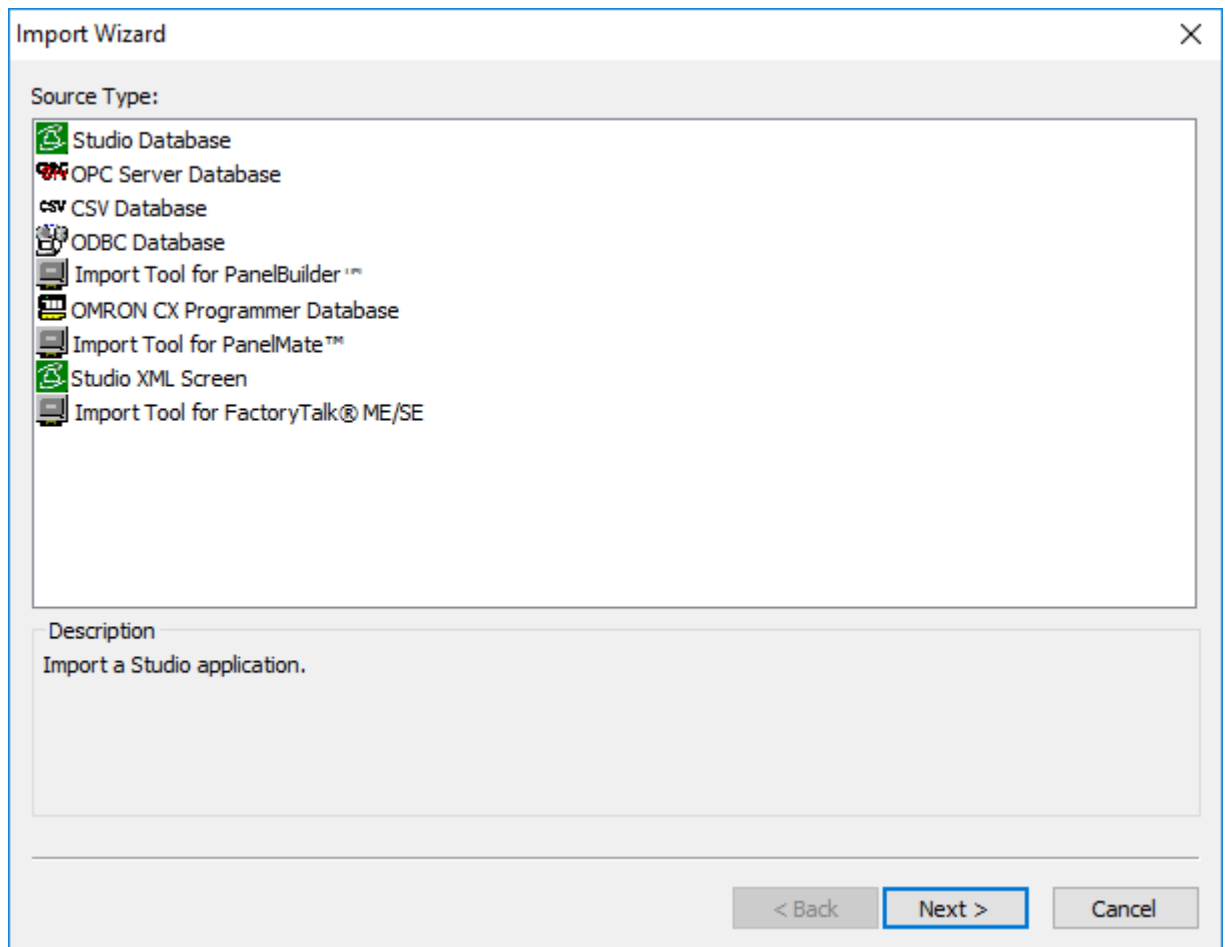 Import Wizard
Source Type:
Studio Database
OPC Server Database
CSV CSV Database
ODBC Database
Import Tool for PanelBuilder™
OMRON CX Programmer Database
Import Tool for PanelMate™
Studio XML Screen
Import Tool for FactoryTalk® ME/SE
Description
Import a Studio application.
< Back Next > Cancel